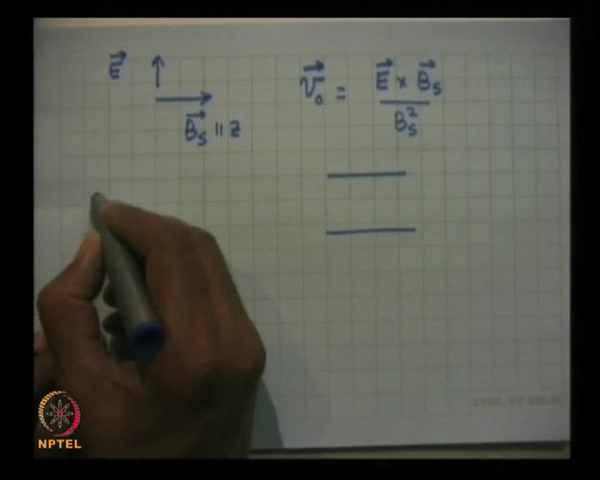 E⃗
B⃗ₛ || z
v⃗₀ = E⃗ × B⃗ₛ / Bₛ²
NPTEL